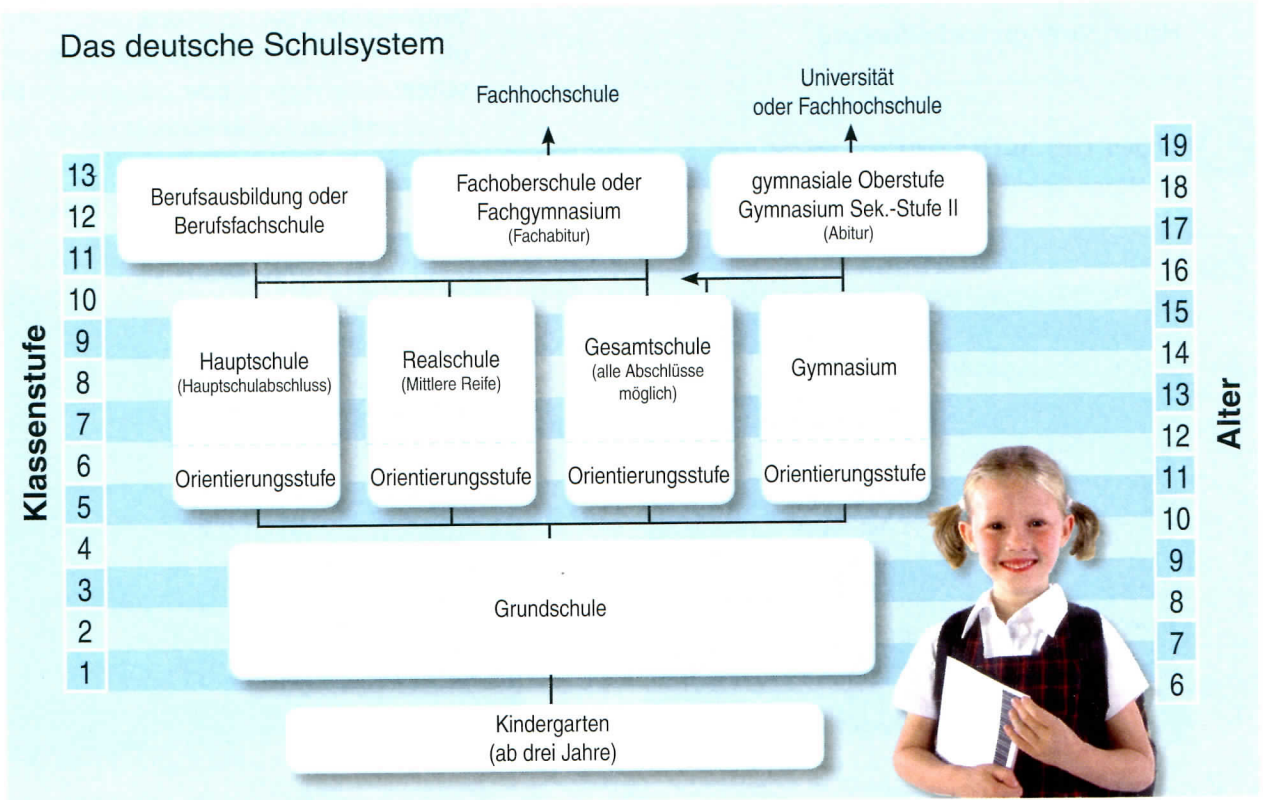 Das deutsche Schulsystem
Fachhochschule
Universität
oder Fachhochschule
Berufsausbildung oder
Berufsfachschule
Fachoberschule oder
Fachgymnasium
(Fachabitur)
gymnasiale Oberstufe
Gymnasium Sek.-Stufe II
(Abitur)
Hauptschule
(Hauptschulabschluss)
Orientierungsstufe
Realschule
(Mittlere Reife)
Orientierungsstufe
Gesamtschule
(alle Abschlüsse
möglich)
Orientierungsstufe
Gymnasium
Orientierungsstufe
Grundschule
Kindergarten
(ab drei Jahre)
Klassenstufe
13
12
11
10
9
8
7
6
5
4
3
2
1
Alter
19
18
17
16
15
14
13
12
11
10
9
8
7
6